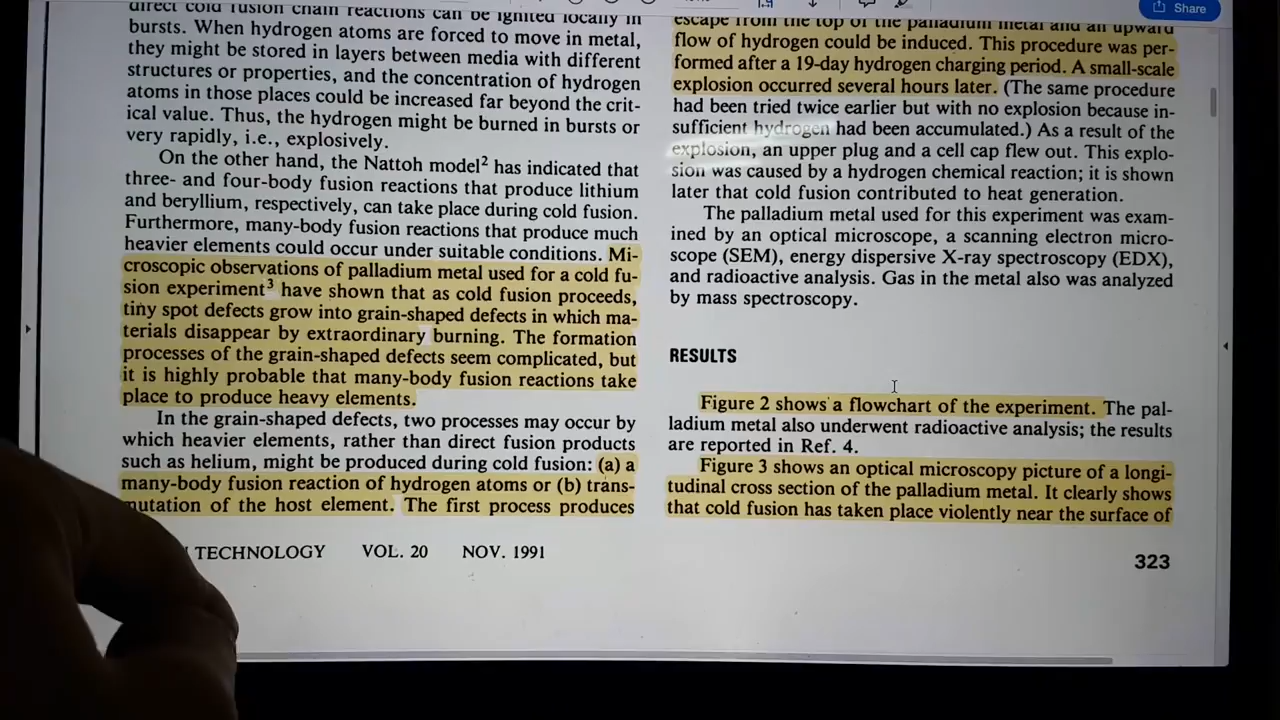 direct cold fusion chain reactions can be ignited locally in
bursts. When hydrogen atoms are forced to move in metal,
they might be stored in layers between media with different
structures or properties, and the concentration of hydrogen
atoms in those places could be increased far beyond the crit-
ical value. Thus, the hydrogen might be burned in bursts or
very rapidly, i.e., explosively.
On the other hand, the Nattoh model² has indicated that
three- and four-body fusion reactions that produce lithium
and beryllium, respectively, can take place during cold fusion.
Furthermore, many-body fusion reactions that produce much
heavier elements could occur under suitable conditions. Mi-
croscopic observations of palladium metal used for a cold fu-
sion experiment³ have shown that as cold fusion proceeds,
tiny spot defects grow into grain-shaped defects in which ma-
terials disappear by extraordinary burning. The formation
processes of the grain-shaped defects seem complicated, but
it is highly probable that many-body fusion reactions take
place to produce heavy elements.
In the grain-shaped defects, two processes may occur by
which heavier elements, rather than direct fusion products
such as helium, might be produced during cold fusion: (a) a
many-body fusion reaction of hydrogen atoms or (b) trans-
mutation of the host element. The first process produces
TECHNOLOGY VOL. 20 NOV. 1991
Share
escape from the top of the palladium metal and an upward
flow of hydrogen could be induced. This procedure was per-
formed after a 19-day hydrogen charging period. A small-scale
explosion occurred several hours later. (The same procedure
had been tried twice earlier but with no explosion because in-
sufficient hydrogen had been accumulated.) As a result of the
explosion, an upper plug and a cell cap flew out. This explo-
sion was caused by a hydrogen chemical reaction; it is shown
later that cold fusion contributed to heat generation.
The palladium metal used for this experiment was exam-
ined by an optical microscope, a scanning electron micro-
scope (SEM), energy dispersive X-ray spectroscopy (EDX),
and radioactive analysis. Gas in the metal also was analyzed
by mass spectroscopy.
RESULTS
Figure 2 shows a flowchart of the experiment. The pal-
ladium metal also underwent radioactive analysis; the results
are reported in Ref. 4.
Figure 3 shows an optical microscopy picture of a longi-
tudinal cross section of the palladium metal. It clearly shows
that cold fusion has taken place violently near the surface of
323